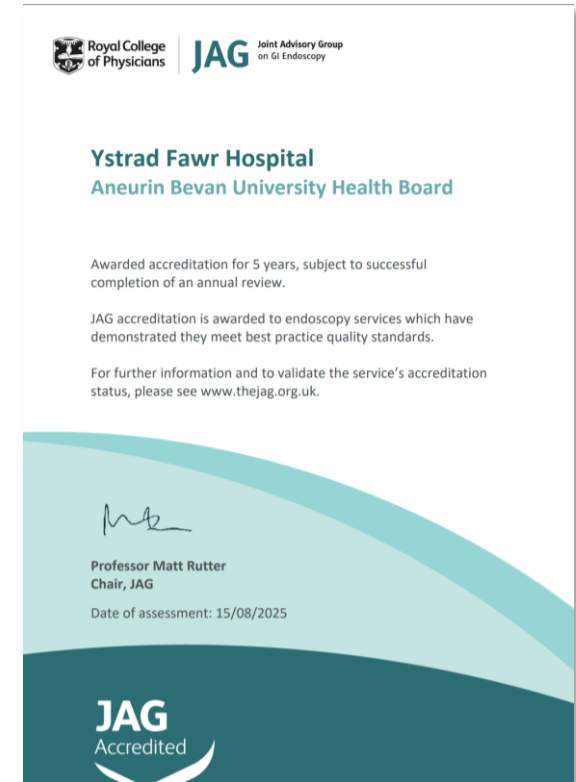 Royal College
of Physicians
JAG
Joint Advisory Group
on GI Endoscopy
Ystrad Fawr Hospital
Aneurin Bevan University Health Board
Awarded accreditation for 5 years, subject to successful
completion of an annual review.
JAG accreditation is awarded to endoscopy services which have
demonstrated they meet best practice quality standards.
For further information and to validate the service’s accreditation
status, please see www.thejag.org.uk.
Professor Matt Rutter
Chair, JAG
Date of assessment: 15/08/2025
JAG
Accredited